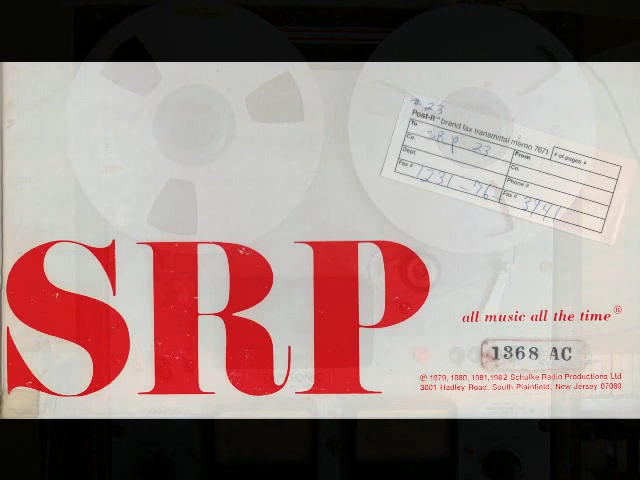 # 23
Post-it™ brand fax transmittal memo 7671
# of pages ▸
To
From
Co. SRP 23
Co.
Dept.
Phone #
Fax # 1231-76
Fax # 3941
SRP
all music all the time®
1368 AC
℗ 1979, 1980, 1981, 1982 Schulke Radio Productions Ltd
3001 Hadley Road, South Plainfield, New Jersey 07080